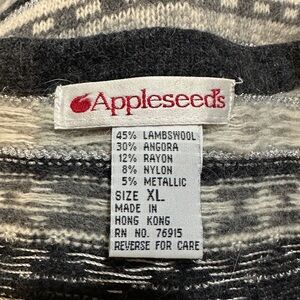 Appleseed's
45% LAMBSWOOL
30% ANGORA
12% RAYON
8% NYLON
5% METALLIC
SIZE XL
MADE IN
HONG KONG
RN NO. 76915
REVERSE FOR CARE